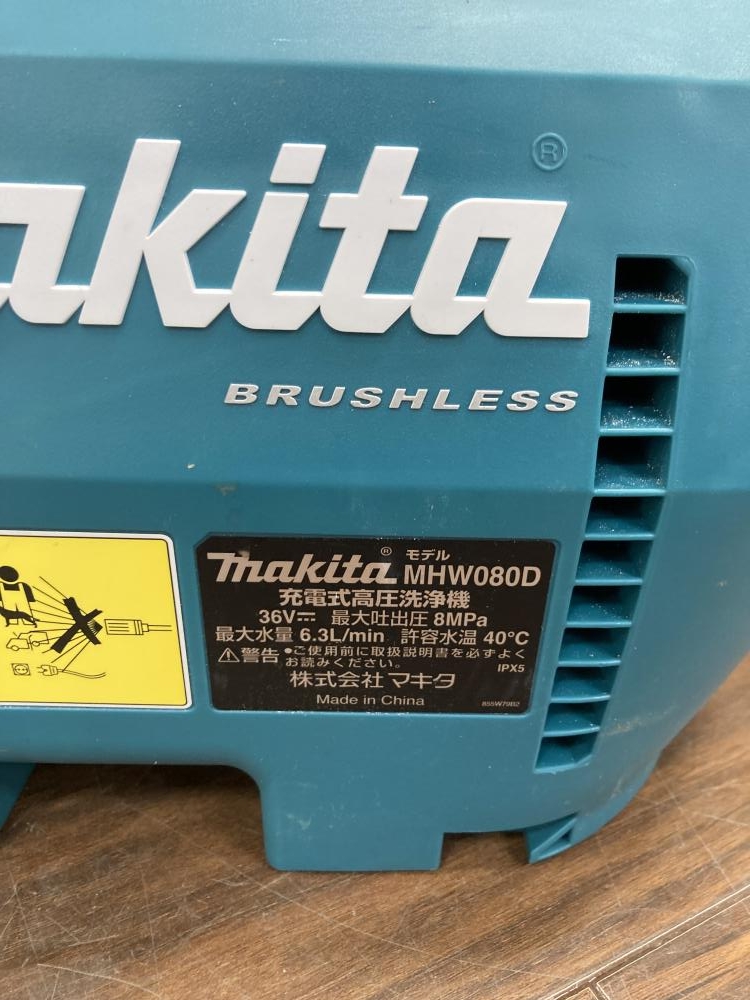 akita®
BRUSHLESS
makita® モデル MHW080D
充電式高圧洗浄機
36V⎓ 最大吐出圧 8MPa
最大水量 6.3L/min 許容水温 40°C
⚠警告 •ご使用前に取扱説明書を必ずよく
お読みください。 IPX5
株式会社 マキタ
Made in China 855W79B2